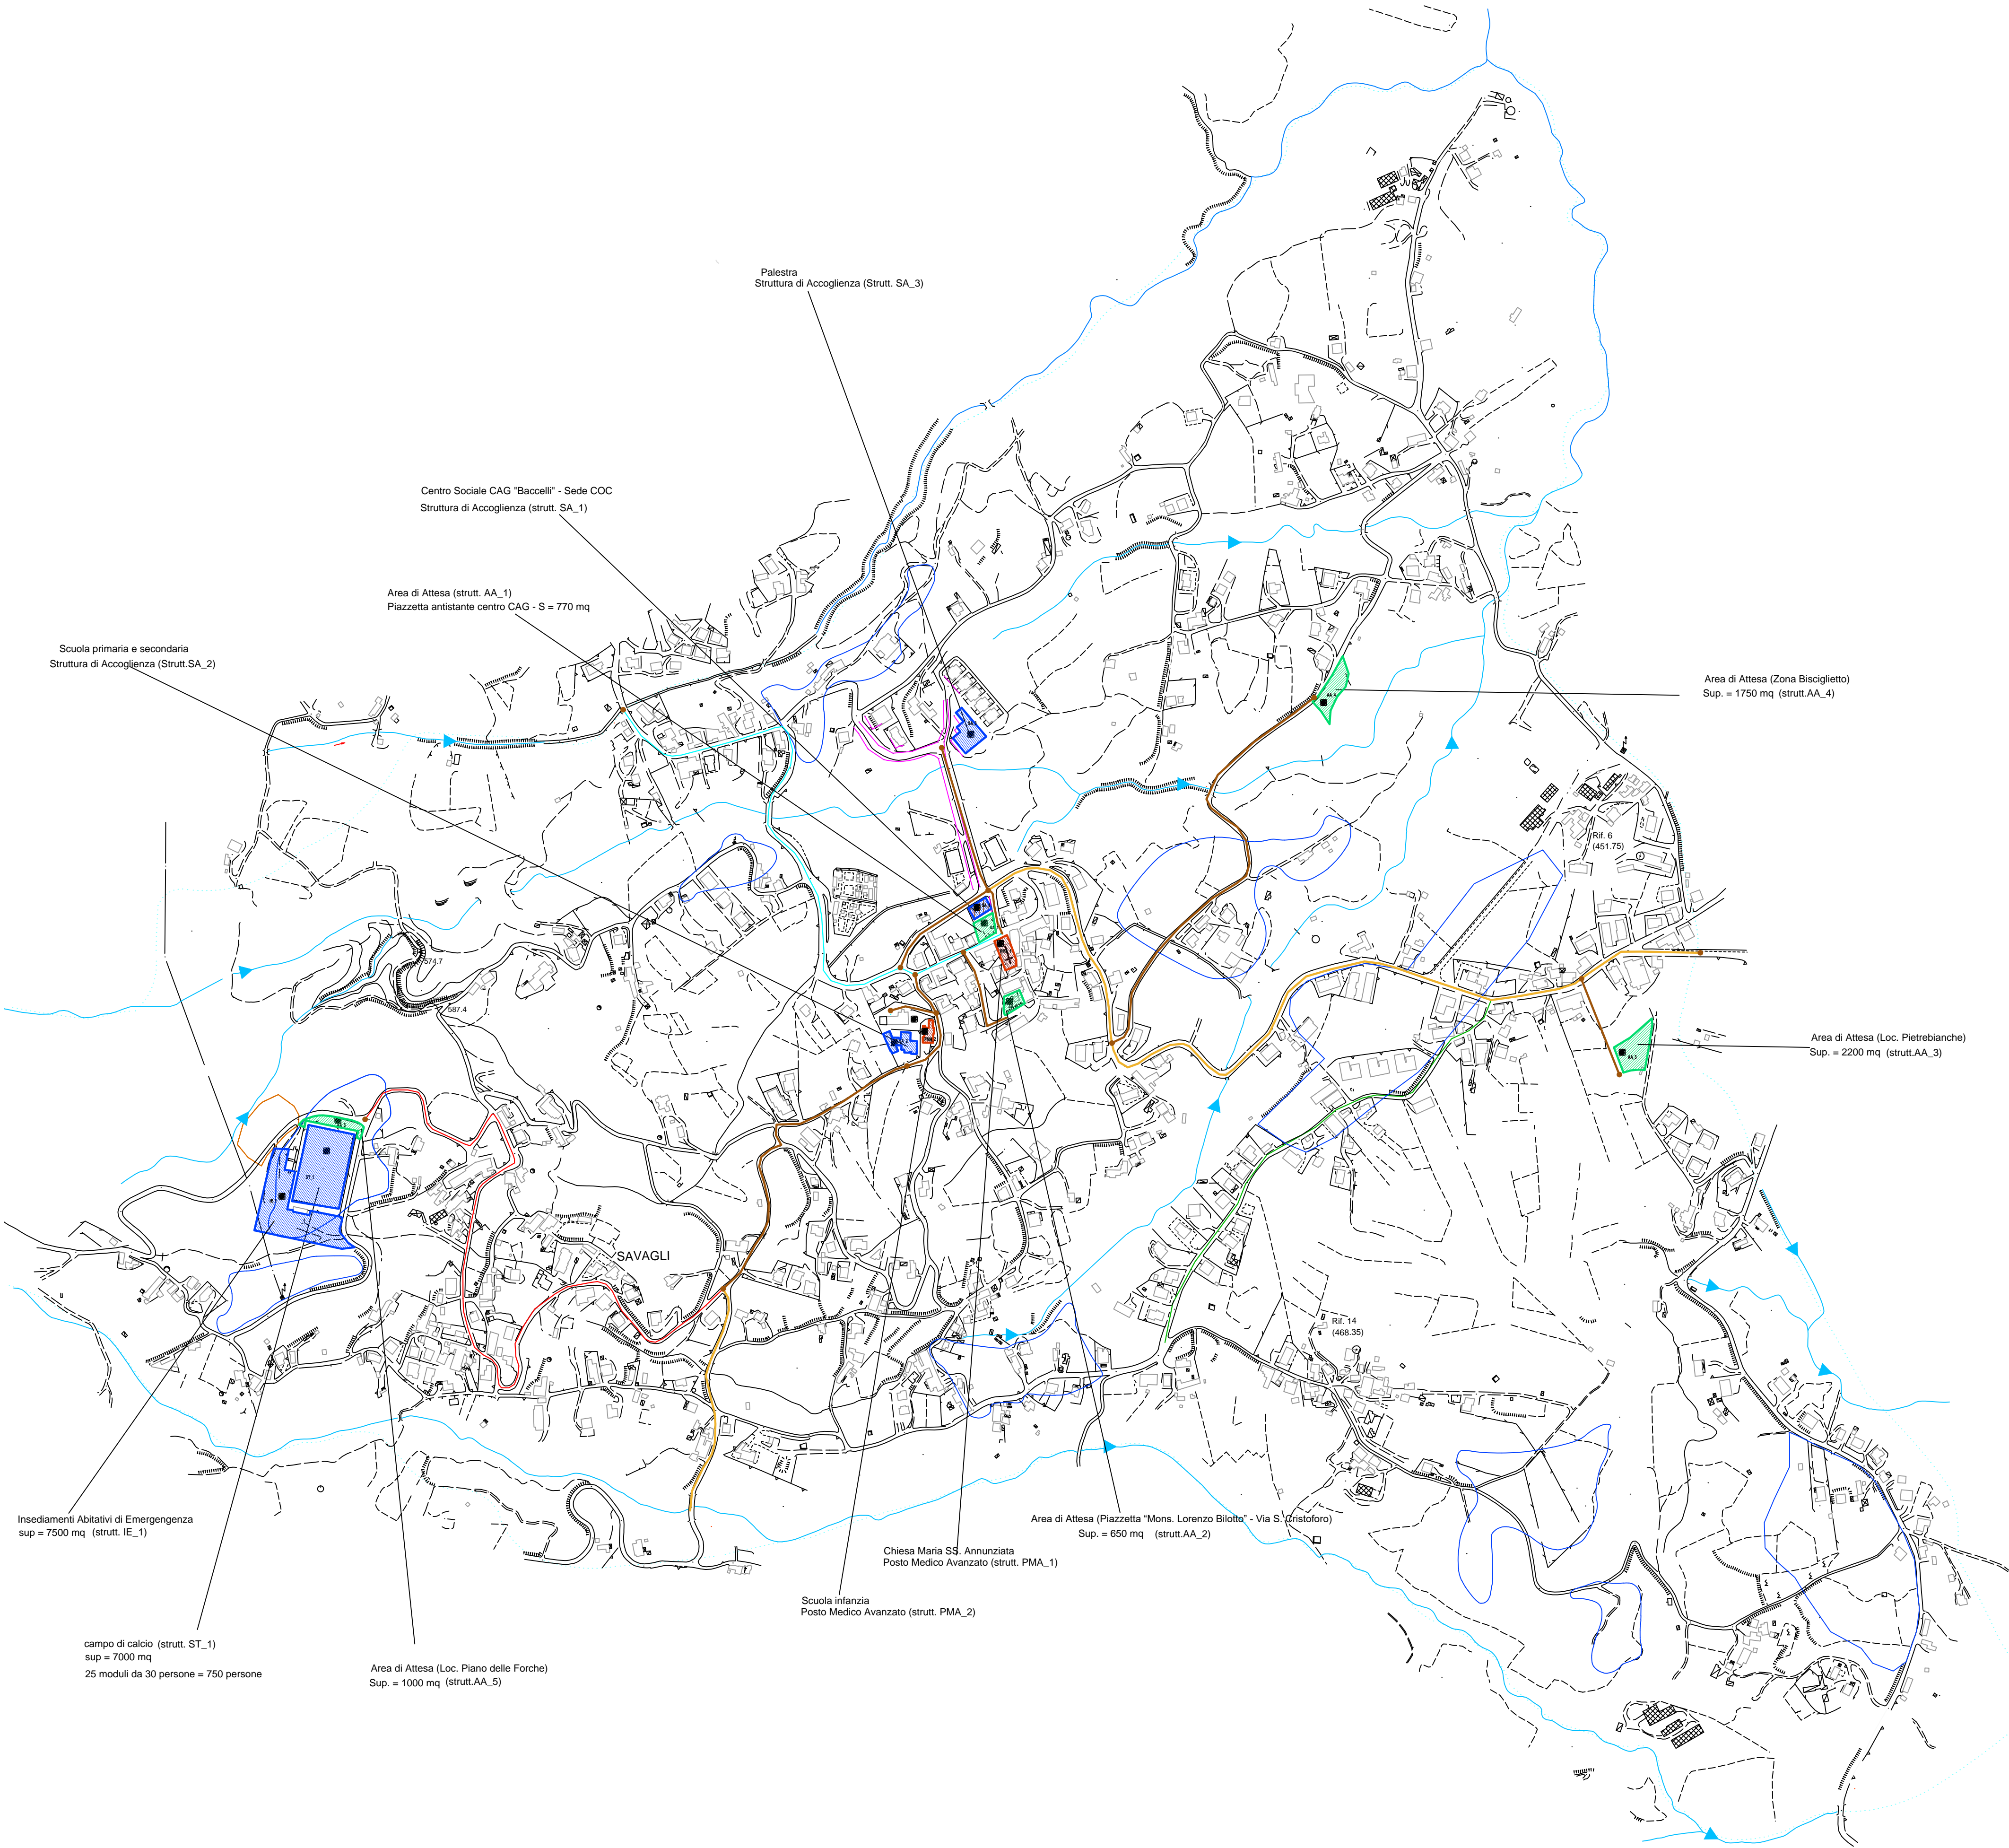 Palestra
Struttura di Accoglienza (Strutt. SA_3)
Centro Sociale CAG "Baccelli" - Sede COC
Struttura di Accoglienza (strutt. SA_1)
Area di Attesa (strutt. AA_1)
Piazzetta antistante centro CAG - S = 770 mq
Scuola primaria e secondaria
Struttura di Accoglienza (Strutt.SA_2)
Area di Attesa (Zona Bisciglietto)
Sup. = 1750 mq (strutt.AA_4)
AA_4
Rif. 6
(451.75)
574.7
587.4
Area di Attesa (Loc. Pietrebianche)
Sup. = 2200 mq (strutt.AA_3)
AA_3
ST_1
SAVAGLI
Rif. 14
(468.35)
Insediamenti Abitativi di Emergengenza
sup = 7500 mq (strutt. IE_1)
Area di Attesa (Piazzetta "Mons. Lorenzo Bilotto" - Via S. Cristoforo)
Sup. = 650 mq (strutt.AA_2)
Chiesa Maria SS. Annunziata
Posto Medico Avanzato (strutt. PMA_1)
Scuola infanzia
Posto Medico Avanzato (strutt. PMA_2)
campo di calcio (strutt. ST_1)
sup = 7000 mq
25 moduli da 30 persone = 750 persone
Area di Attesa (Loc. Piano delle Forche)
Sup. = 1000 mq (strutt.AA_5)